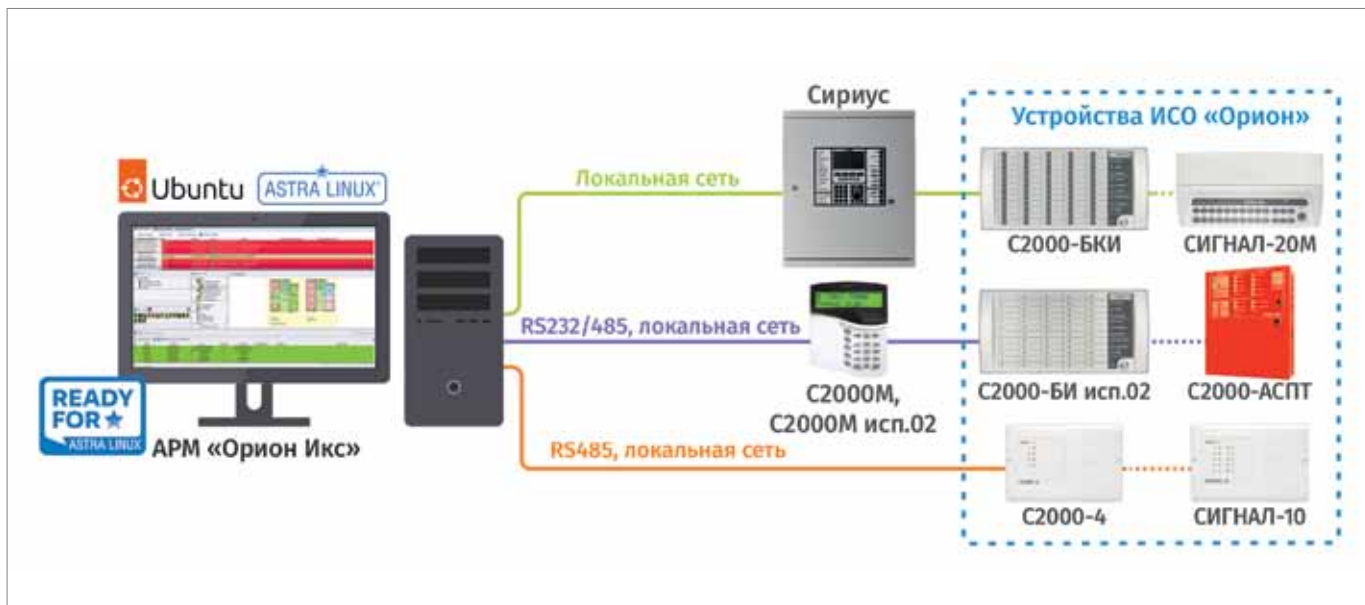 Сириус
Устройства ИСО «Орион»
Ubuntu
ASTRA LINUX
Локальная сеть
С2000-БКИ
СИГНАЛ-20М
RS232/485, локальная сеть
С2000М,
С2000М исп.02
С2000-БИ исп.02
С2000-АСПТ
READY
FOR
ASTRA LINUX
АРМ «Орион Икс»
RS485, локальная сеть
С2000-4
СИГНАЛ-10